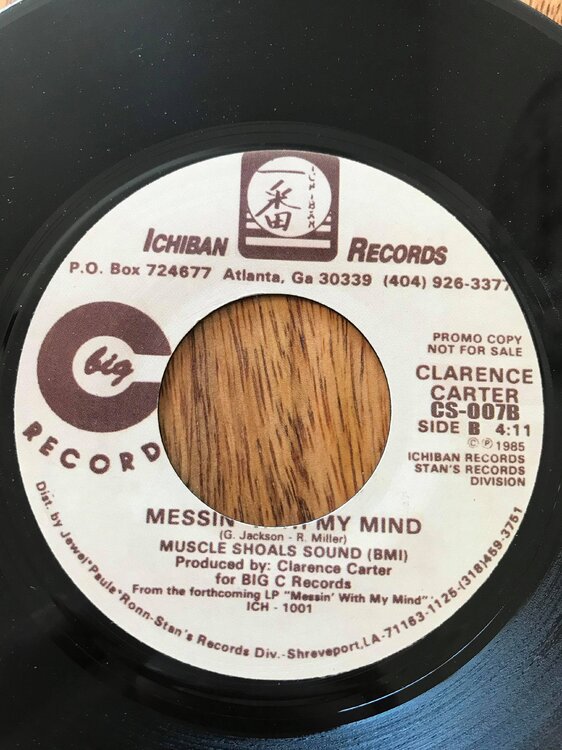 一番
ICHIBAN
ICHIBAN RECORDS
P.O. Box 724677 Atlanta, Ga 30339 (404) 926-3377
big
RECORD
PROMO COPY
NOT FOR SALE
CLARENCE
CARTER
CS-007B
SIDE B 4:11
© ℗ 1985
ICHIBAN RECORDS
STAN'S RECORDS
DIVISION
MESSIN' MY MIND
(G. Jackson - R. Miller)
MUSCLE SHOALS SOUND (BMI)
Produced by: Clarence Carter
for BIG C Records
From the forthcoming LP "Messin' With My Mind"
ICH - 1001
Dist. by Jewel*Paula*Ronn-Stan's Records Div.-Shreveport, LA-71163-1125-(318)459-3751